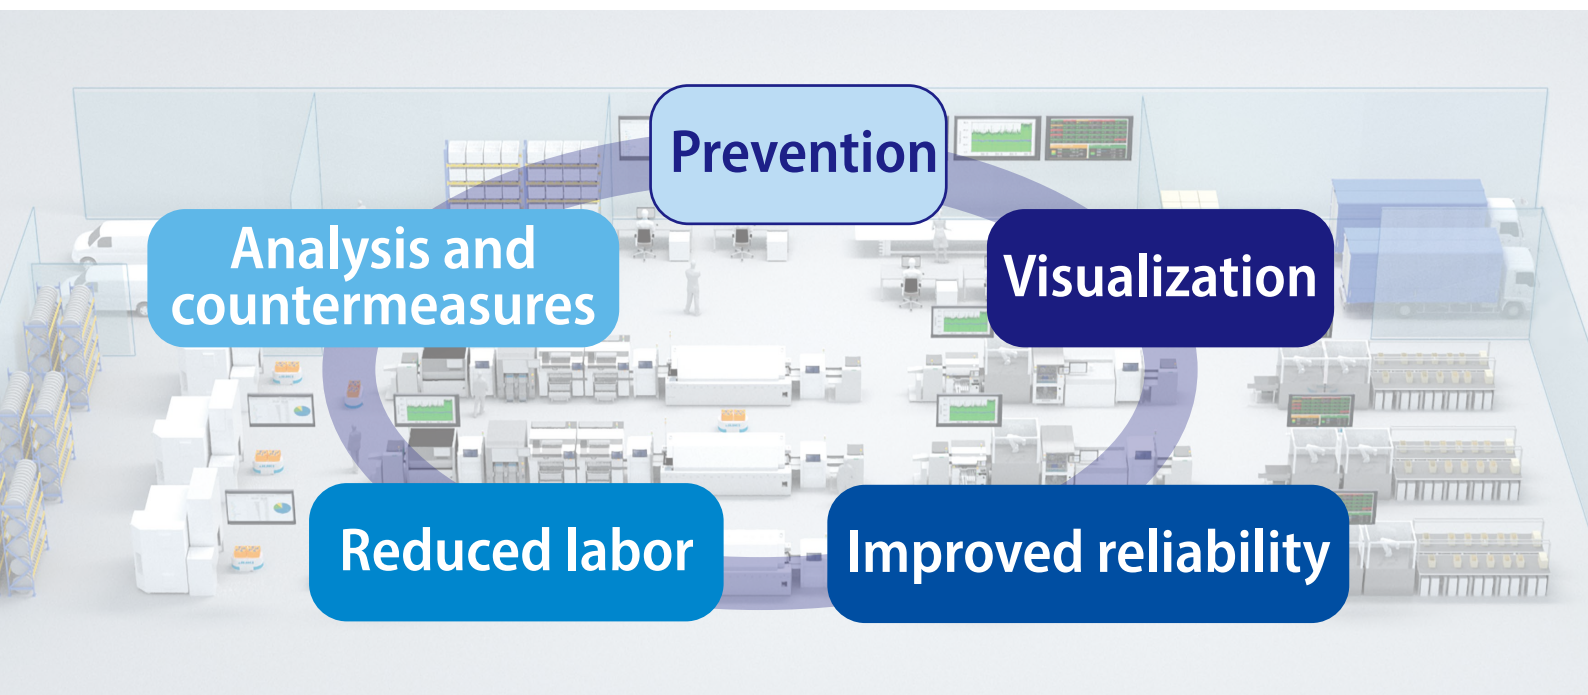 Prevention
Analysis and
countermeasures
Visualization
Reduced labor
Improved reliability